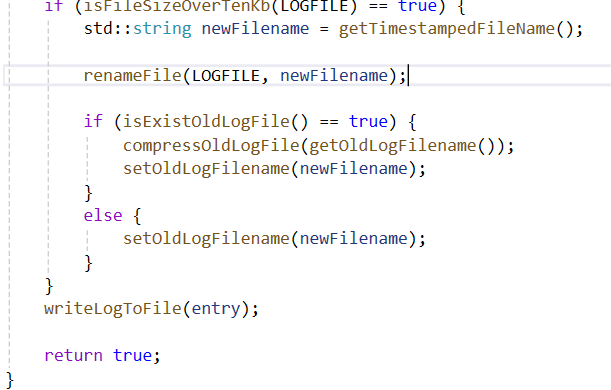 if (isFileSizeOverTenKb(LOGFILE) == true) {
std::string newFilename = getTimestampedFileName();
renameFile(LOGFILE, newFilename);
if (isExistOldLogFile() == true) {
compressOldLogFile(getOldLogFilename());
setOldLogFilename(newFilename);
}
else {
setOldLogFilename(newFilename);
}
}
writeLogToFile(entry);
return true;
}